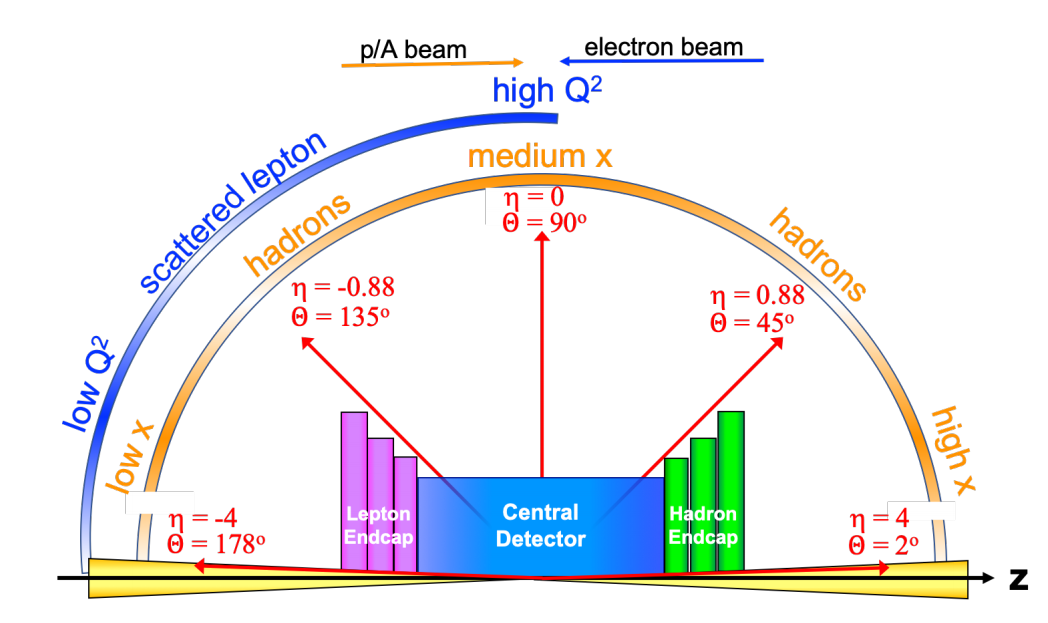 p/A beam
electron beam
high Q²
medium x
scattered lepton
hadrons
hadrons
η = 0
Θ = 90º
η = -0.88
Θ = 135º
η = 0.88
Θ = 45º
low Q²
low x
high x
η = -4
Θ = 178º
Lepton
Endcap
Central
Detector
Hadron
Endcap
η = 4
Θ = 2º
z